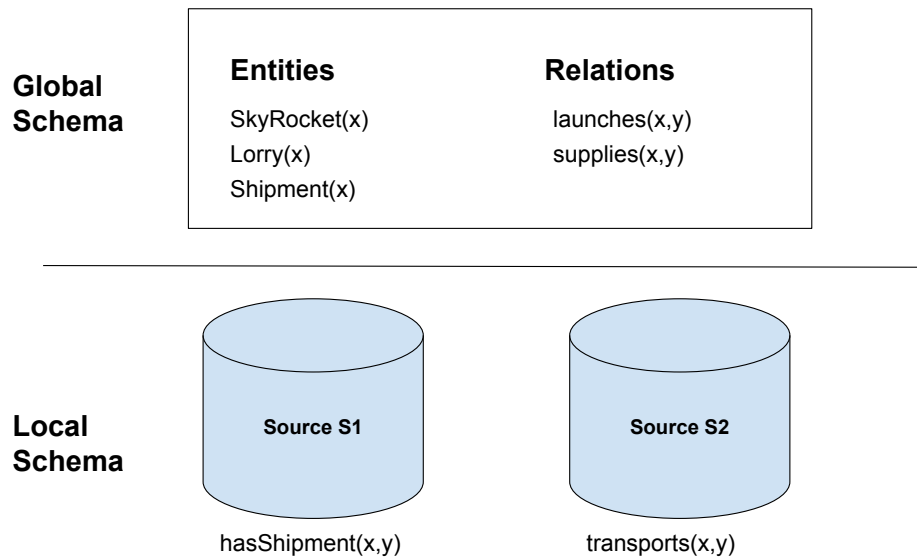 Global
Schema
Entities
SkyRocket(x)
Lorry(x)
Shipment(x)
Relations
launches(x,y)
supplies(x,y)
Local
Schema
Source S1
hasShipment(x,y)
Source S2
transports(x,y)